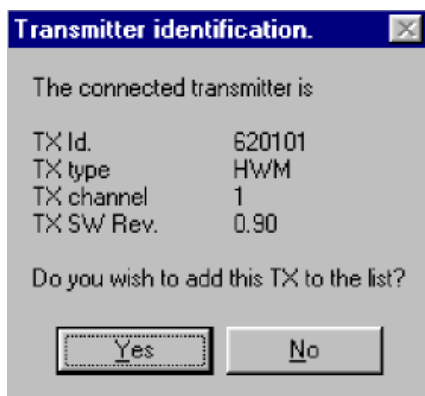 Transmitter identification.
The connected transmitter is
TX Id. 620101
TX type HWM
TX channel 1
TX SW Rev. 0.90
Do you wish to add this TX to the list?
Yes No